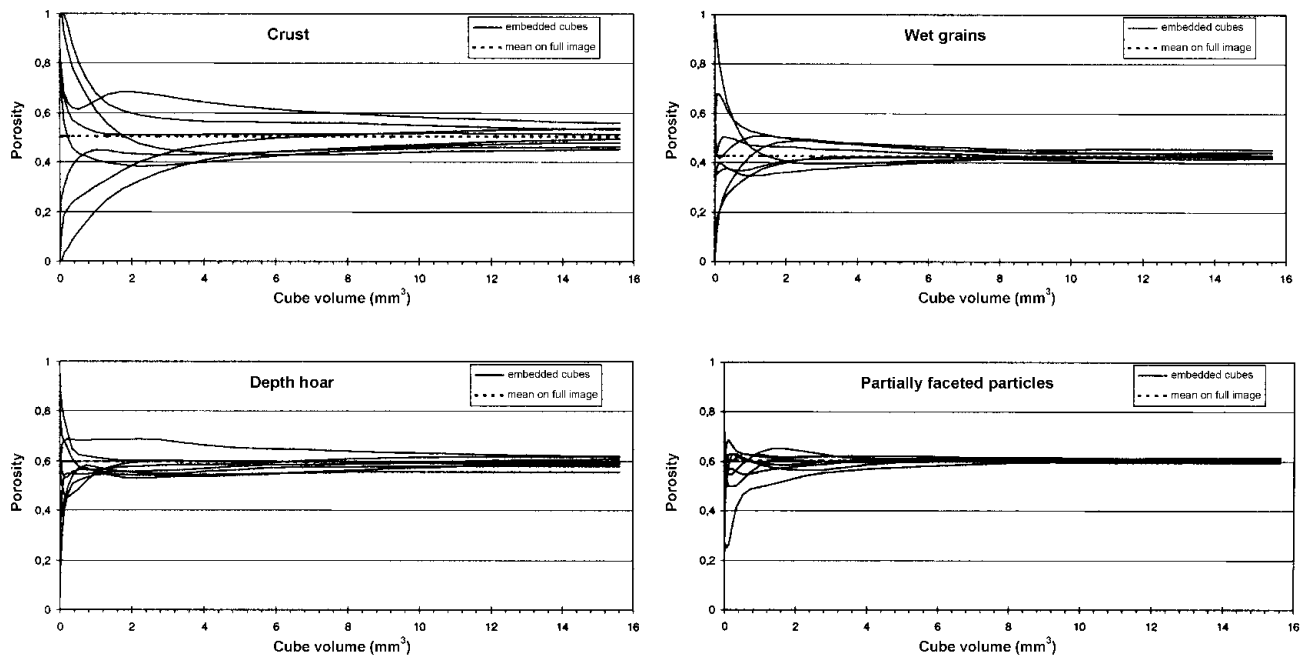 Crust
embedded cubes
mean on full image
Porosity
1
0,8
0,6
0,4
0,2
0
0 2 4 6 8 10 12 14 16
Cube volume (mm³)
Wet grains
embedded cubes
mean on full image
Porosity
1
0,8
0,6
0,4
0,2
0
0 2 4 6 8 10 12 14 16
Cube volume (mm³)
Depth hoar
embedded cubes
mean on full image
Porosity
1
0,8
0,6
0,4
0,2
0
0 2 4 6 8 10 12 14 16
Cube volume (mm³)
Partially faceted particles
embedded cubes
mean on full image
Porosity
1
0,8
0,6
0,4
0,2
0
0 2 4 6 8 10 12 14 16
Cube volume (mm³)